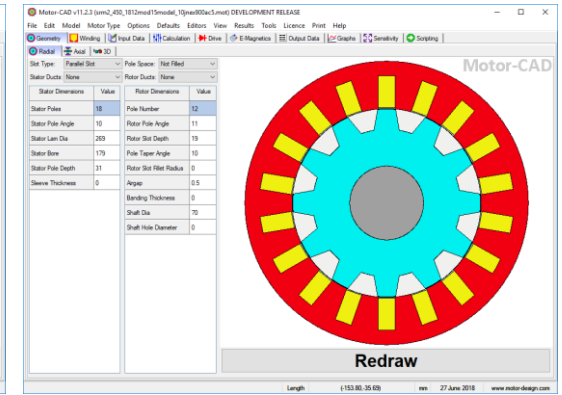 Motor-CAD v11.2.3 (srm2_450_1812mod15model_10jnex900ac5.mot) DEVELOPMENT RELEASE
File Edit Model Motor Type Options Defaults Editors View Results Tools Licence Print Help
Geometry Winding Input Data Calculation Drive E-Magnetics Output Data Graphs Sensitivity Scripting
Radial Axial 3D
Slot Type: Parallel Slot Pole Space: Not Filled
Motor-CAD
Stator Ducts: None Rotor Ducts: None
Stator Dimensions Value Rotor Dimensions Value
Stator Poles 18 Pole Number 12
Stator Pole Angle 10 Rotor Pole Angle 11
Stator Lam Dia 269 Rotor Slot Depth 19
Stator Bore 179 Pole Taper Angle 10
Stator Pole Depth 31 Rotor Slot Fillet Radius 0
Sleeve Thickness 0 Airgap 0.5
Banding Thickness 0
Shaft Dia 70
Shaft Hole Diameter 0
Redraw
Length (-153.80,-35.69) mm 27 June 2018 www.motor-design.com